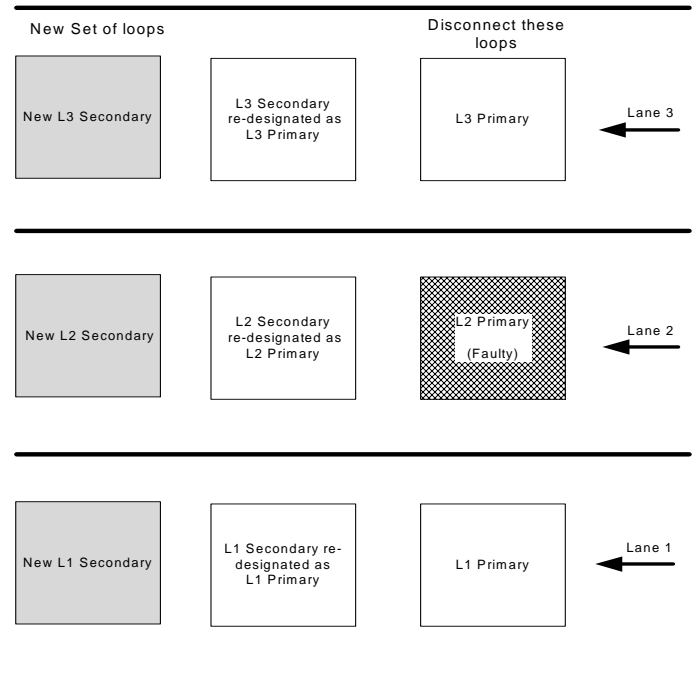 New Set of loops
Disconnect these
loops
New L3 Secondary
L3 Secondary
re-designated as
L3 Primary
L3 Primary
Lane 3
New L2 Secondary
L2 Secondary
re-designated as
L2 Primary
L2 Primary
(Faulty)
Lane 2
New L1 Secondary
L1 Secondary re-
designated as
L1 Primary
L1 Primary
Lane 1